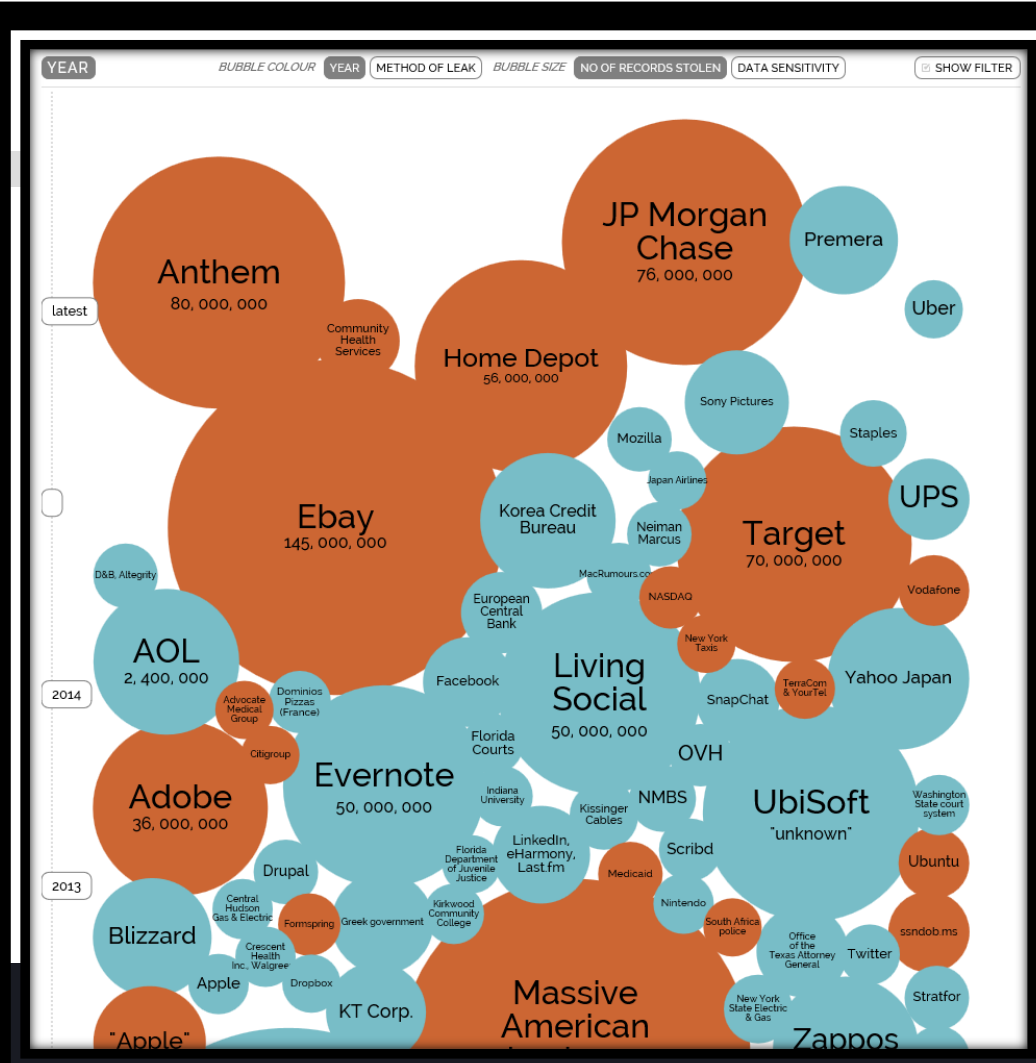 YEAR
BUBBLE COLOUR YEAR METHOD OF LEAK BUBBLE SIZE NO OF RECORDS STOLEN DATA SENSITIVITY SHOW FILTER
JP Morgan
Chase
76, 000, 000
Premera
Anthem
80, 000, 000
latest
Uber
Community
Health
Services
Home Depot
56, 000, 000
Sony Pictures
Mozilla
Staples
Japan Airlines
UPS
Korea Credit
Bureau
Ebay
145, 000, 000
Neiman
Marcus
Target
70, 000, 000
D&B, Altegrity
MacRumours.co
NASDAQ
Vodafone
European
Central
Bank
New York
Taxis
AOL
2, 400, 000
Living
Social
50, 000, 000
Facebook
Yahoo Japan
TerraCom
& YourTel
SnapChat
2014
Advocate
Medical
Group
Dominios
Pizzas
(France)
Florida
Courts
OVH
Citigroup
Evernote
50, 000, 000
Adobe
36, 000, 000
Indiana
University
Kissinger
Cables
NMBS
UbiSoft
"unknown"
Washington
State court
system
LinkedIn,
eHarmony,
Last.fm
Scribd
Florida
Department
of Juvenile
Justice
Medicaid
Ubuntu
Drupal
2013
Central
Hudson
Gas & Electric
Formspring
Greek government
Kirkwood
Community
College
Nintendo
South Africa
police
ssndob.ms
Blizzard
Crescent
Health
Inc., Walgree
Office
of the
Texas Attorney
General
Twitter
Apple
Dropbox
KT Corp.
Massive
American
New York
State Electric
& Gas
Stratfor
"Apple"
Zappos